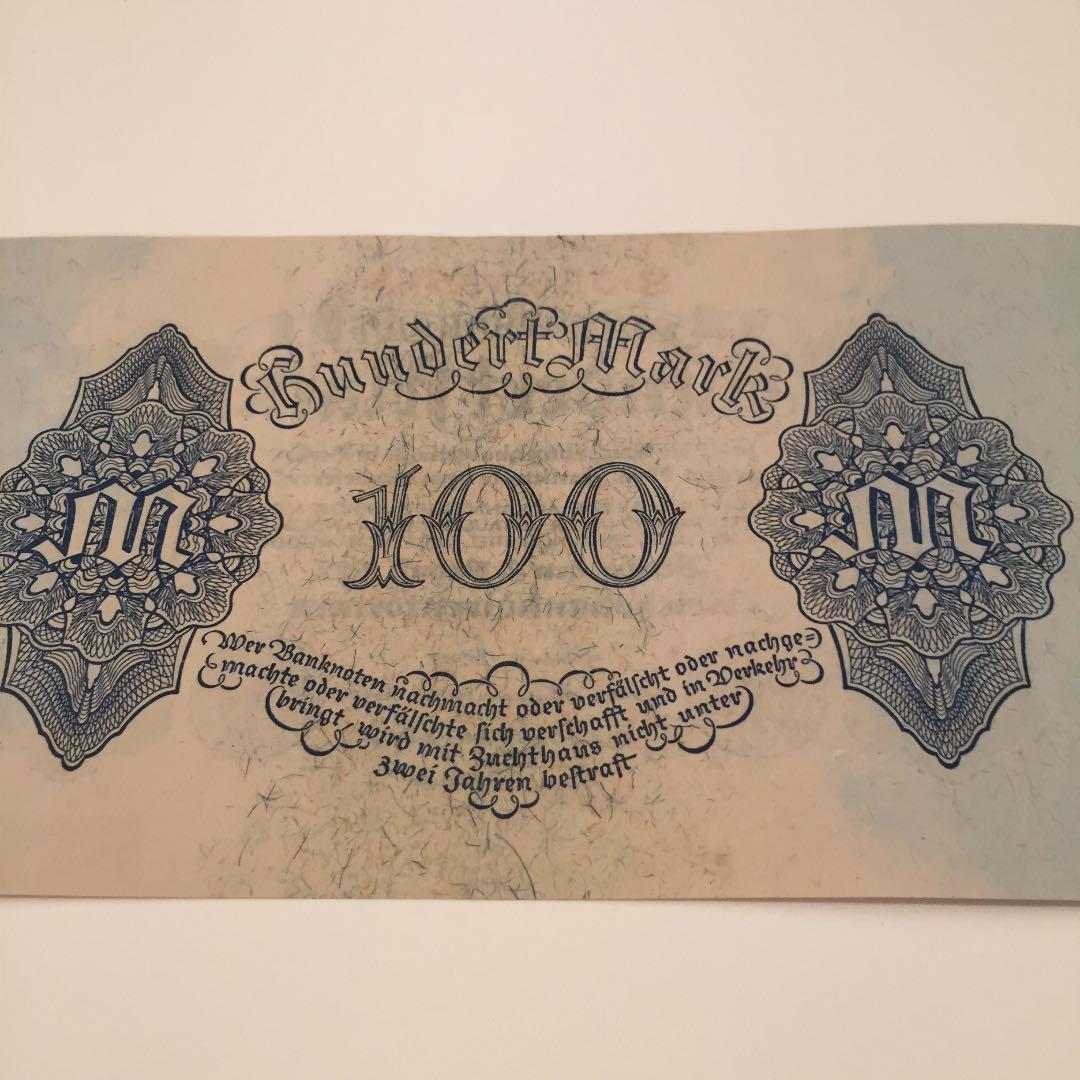 Hundert Mark
100
M
M
Wer Banknoten nachmacht oder verfälscht oder nachge=
machte oder verfälschte sich verschafft und in Verkehr
bringt, wird mit Zuchthaus nicht unter
zwei Jahren bestraft